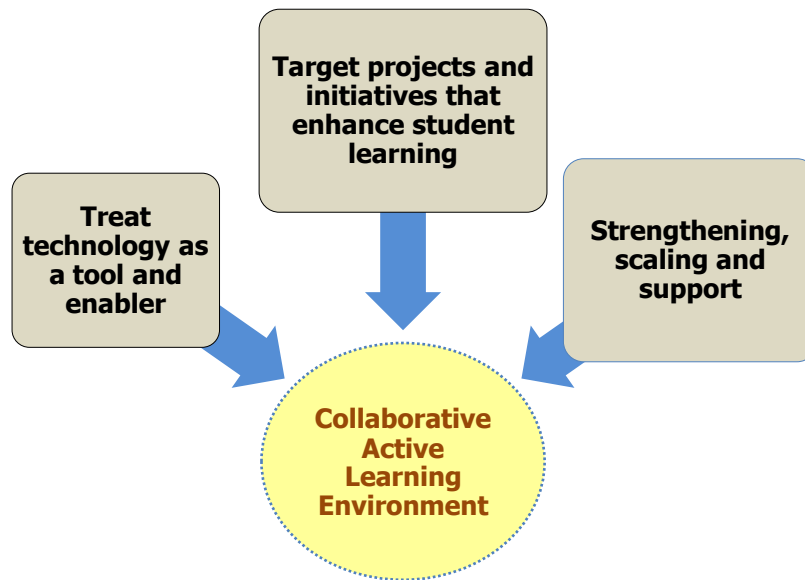 Target projects and
initiatives that
enhance student
learning
Treat
technology as
a tool and
enabler
Strengthening,
scaling and
support
Collaborative
Active
Learning
Environment